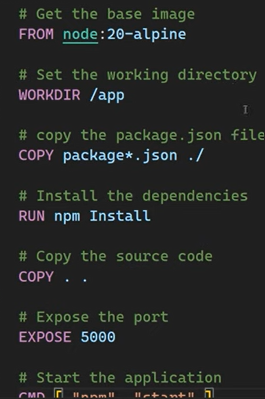 # Get the base image
FROM node:20-alpine
# Set the working directory
WORKDIR /app
# copy the package.json file
COPY package*.json ./
# Install the dependencies
RUN npm Install
# Copy the source code
COPY . .
# Expose the port
EXPOSE 5000
# Start the application
CMD [ "npm", "start" ]